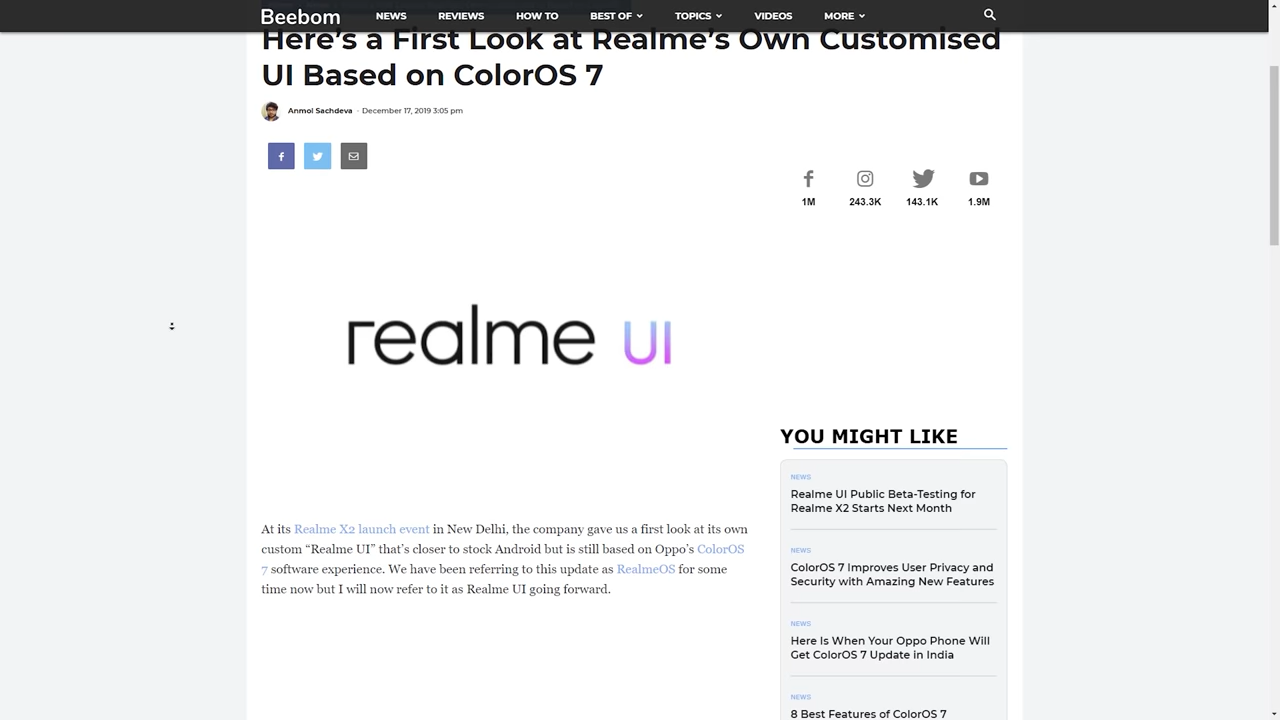 Beebom
NEWS
REVIEWS
HOW TO
BEST OF
TOPICS
VIDEOS
MORE
Here's a First Look at Realme's Own Customised
UI Based on ColorOS 7
Anmol Sachdeva - December 17, 2019 3:05 pm
1M
243.3K
143.1K
1.9M
realme UI
At its Realme X2 launch event in New Delhi, the company gave us a first look at its own
custom “Realme UI” that’s closer to stock Android but is still based on Oppo’s ColorOS
7 software experience. We have been referring to this update as RealmeOS for some
time now but I will now refer to it as Realme UI going forward.
YOU MIGHT LIKE
NEWS
Realme UI Public Beta-Testing for
Realme X2 Starts Next Month
NEWS
ColorOS 7 Improves User Privacy and
Security with Amazing New Features
NEWS
Here Is When Your Oppo Phone Will
Get ColorOS 7 Update in India
NEWS
8 Best Features of ColorOS 7